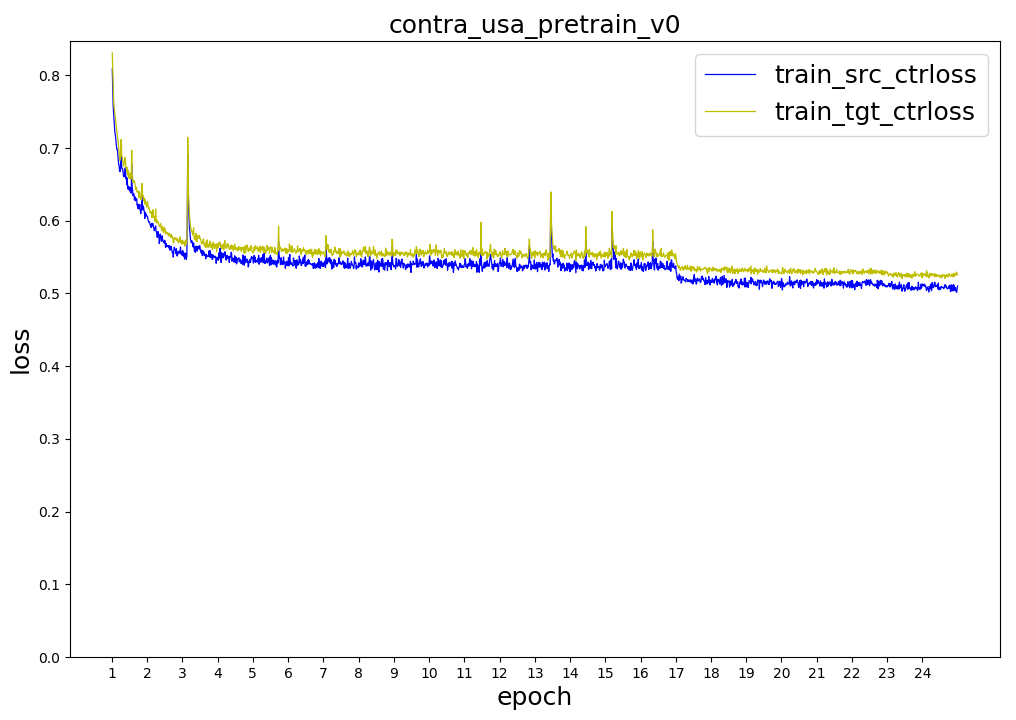 contra_usa_pretrain_v0
train_src_ctrloss
train_tgt_ctrloss
loss
0.8
0.7
0.6
0.5
0.4
0.3
0.2
0.1
0.0
1 2 3 4 5 6 7 8 9 10 11 12 13 14 15 16 17 18 19 20 21 22 23 24
epoch